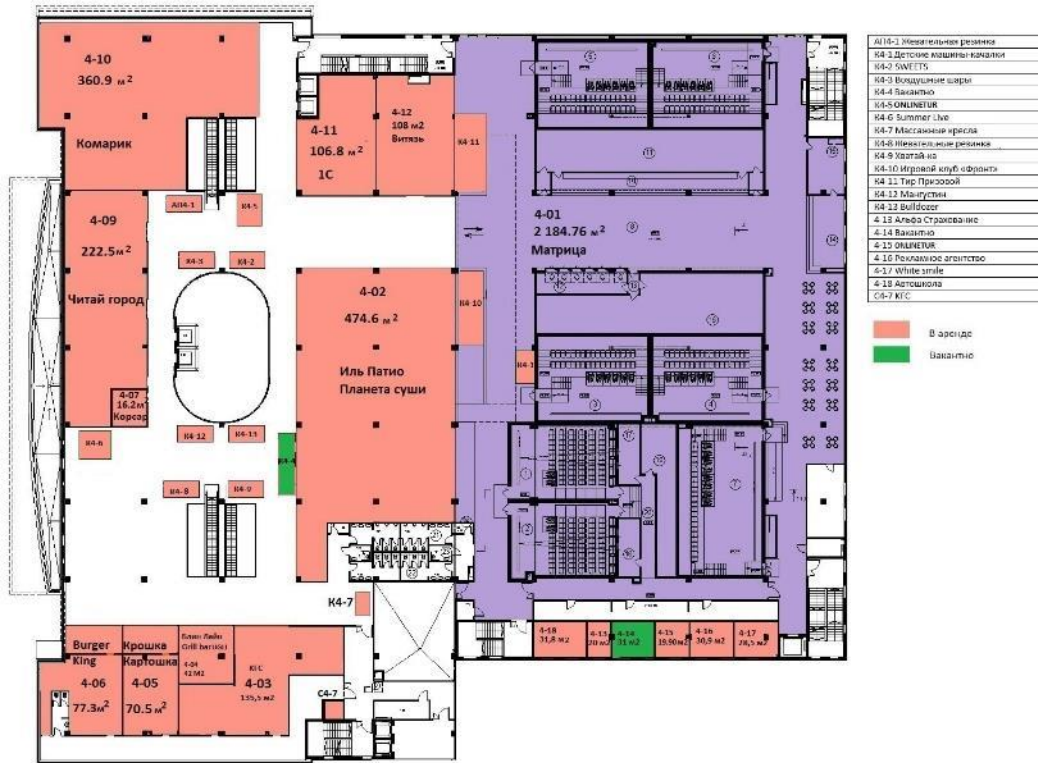 4-10
360.9 м²
Комарик
4-11
106.8 м²
1С
4-12
108 м2
Витязь
К4-11
4-09
222.5м²
Читай город
АП4-1
К4-5
К4-3
К4-2
4-01
2 184.76 м²
Матрица
4-02
474.6 м²
Иль Патио
Планета суши
К4-10
4-07
16.2м²
Корсар
К4-6
К4-12
К4-13
К4-4
К4-8
К4-9
К4-7
Burger
King
4-06
77.3м²
Крошка
Картошка
4-05
70.5 м²
4-04
42 М2
КГС
4-03
135,5 м2
С4-7
4-18
31,8 м2
4-13
20 м2
4-14
31 м2
4-15
19.90м2
4-16
30,9 м2
4-17
28,5 м2
АП4-1 Жевательная резинка
К4-1 Детские машины-качалки
К4-2 SWEETS
К4-3 Воздушные шары
К4-4 Вакантно
К4-5 ONLINETUR
К4-6 Summer Live
К4-7 Массажные кресла
К4-8 Жевательные резинка
К4-9 Хватай-ка
К4-10 Игровой клуб «Фронт»
К4-11 Тир Призовой
К4-12 Мангустин
К4-13 Bulldozer
4-13 Альфа Страхование
4-14 Вакантно
4-15 ONLINETUR
4-16 Рекламное агентство
4-17 White smile
4-18 Автошкола
С4-7 КГС
В аренде
Вакантно